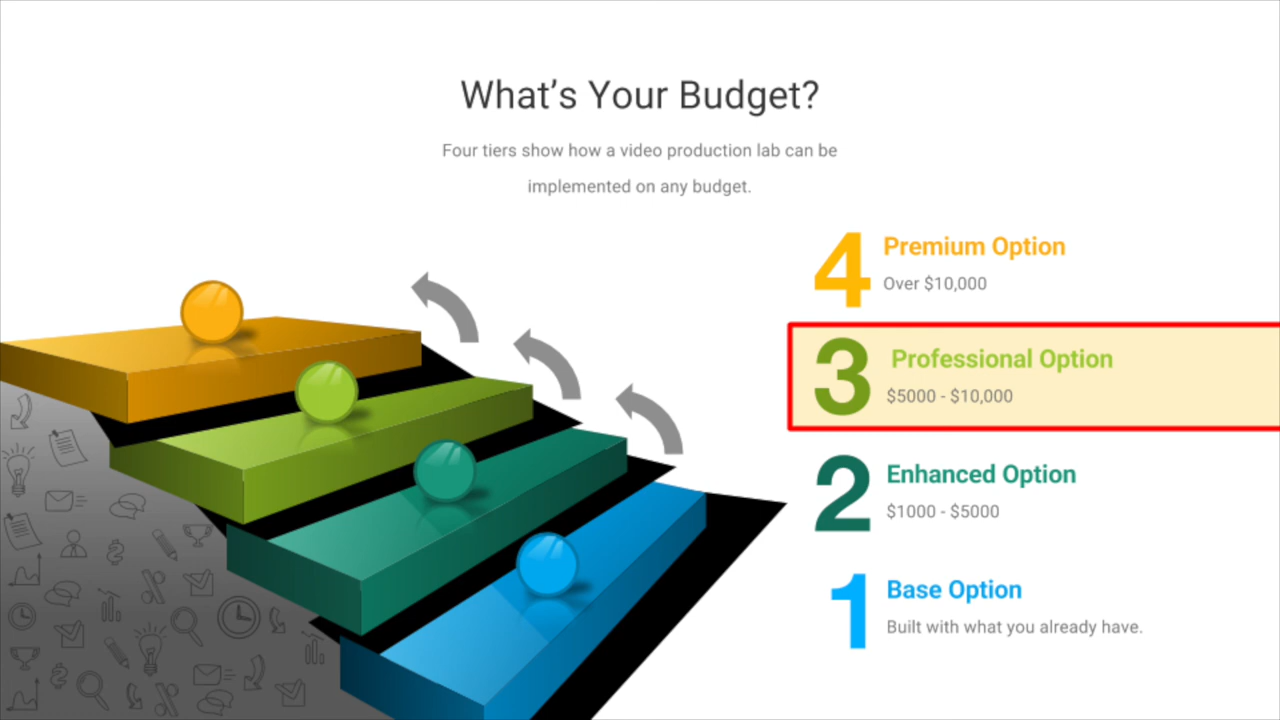 What’s Your Budget?
Four tiers show how a video production lab can be
implemented on any budget.
4 Premium Option
Over $10,000
3 Professional Option
$5000 - $10,000
2 Enhanced Option
$1000 - $5000
1 Base Option
Built with what you already have.